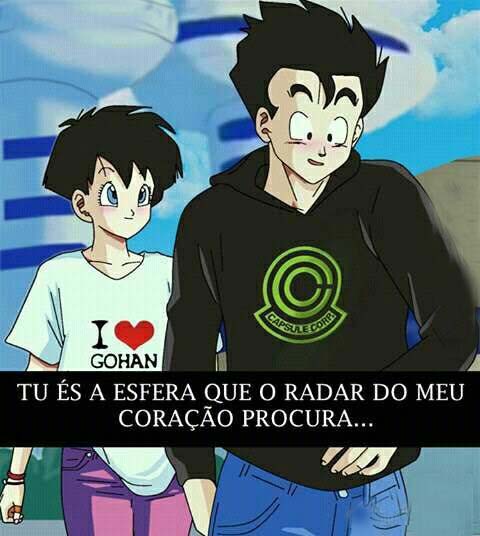 I ❤
GOHAN
CAPSULE CORP.
TU ÉS A ESFERA QUE O RADAR DO MEU
CORAÇÃO PROCURA...